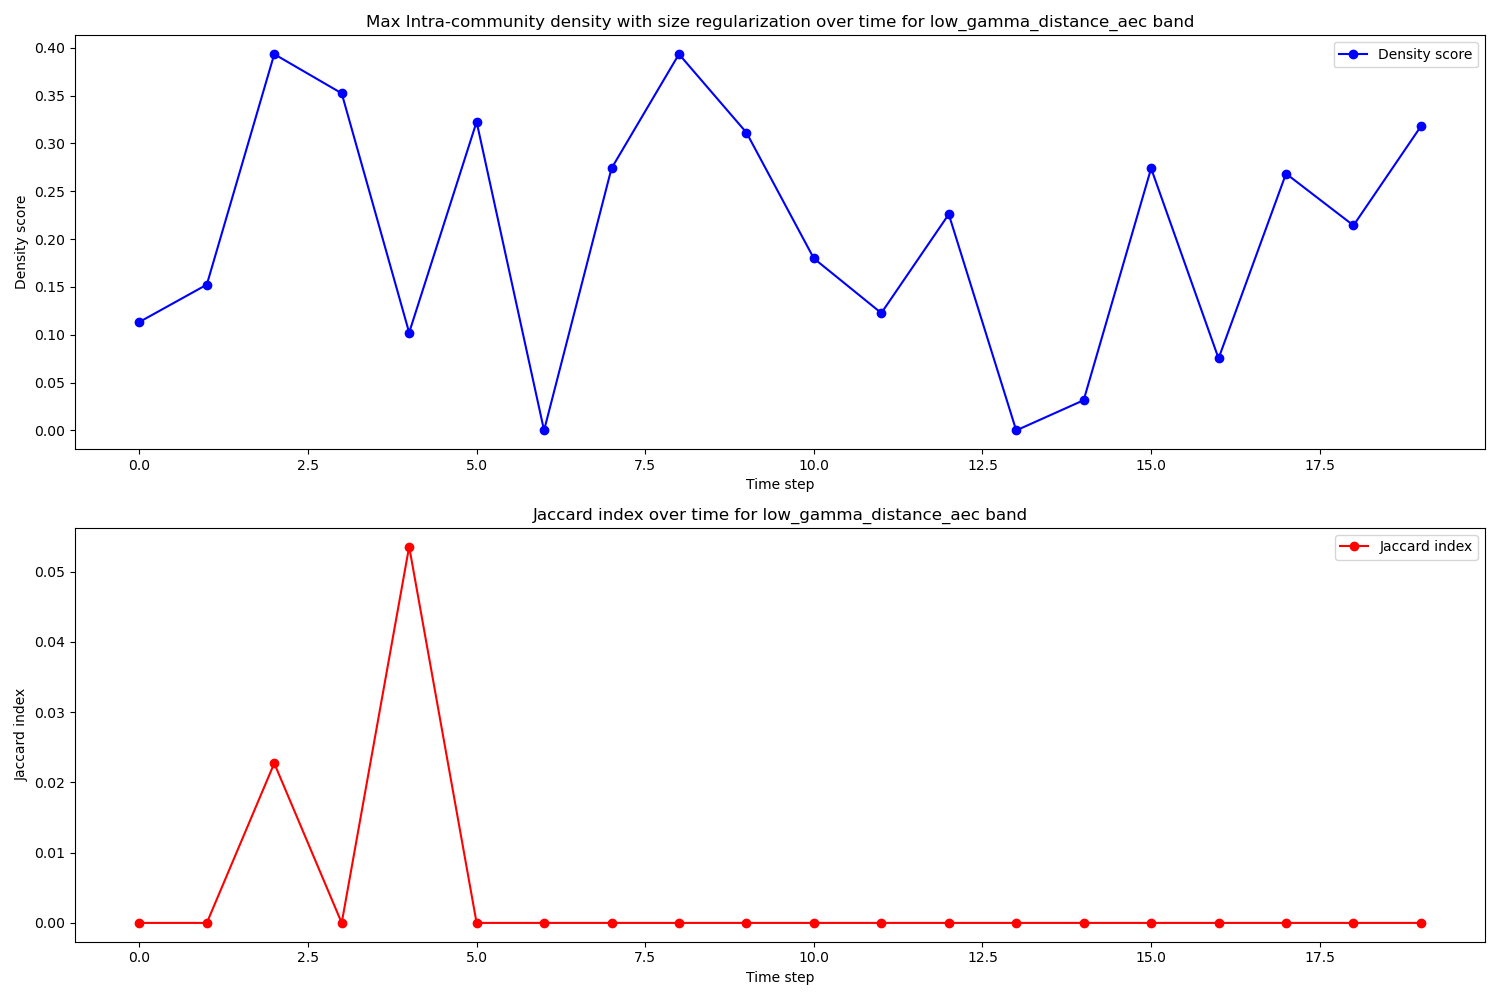 Max Intra-community density with size regularization over time for low_gamma_distance_aec band
Density score
0.40
0.35
0.30
0.25
0.20
0.15
0.10
0.05
0.00
Density score
0.0 2.5 5.0 7.5 10.0 12.5 15.0 17.5
Time step
Jaccard index over time for low_gamma_distance_aec band
Jaccard index
0.05
0.04
0.03
0.02
0.01
0.00
Jaccard index
0.0 2.5 5.0 7.5 10.0 12.5 15.0 17.5
Time step